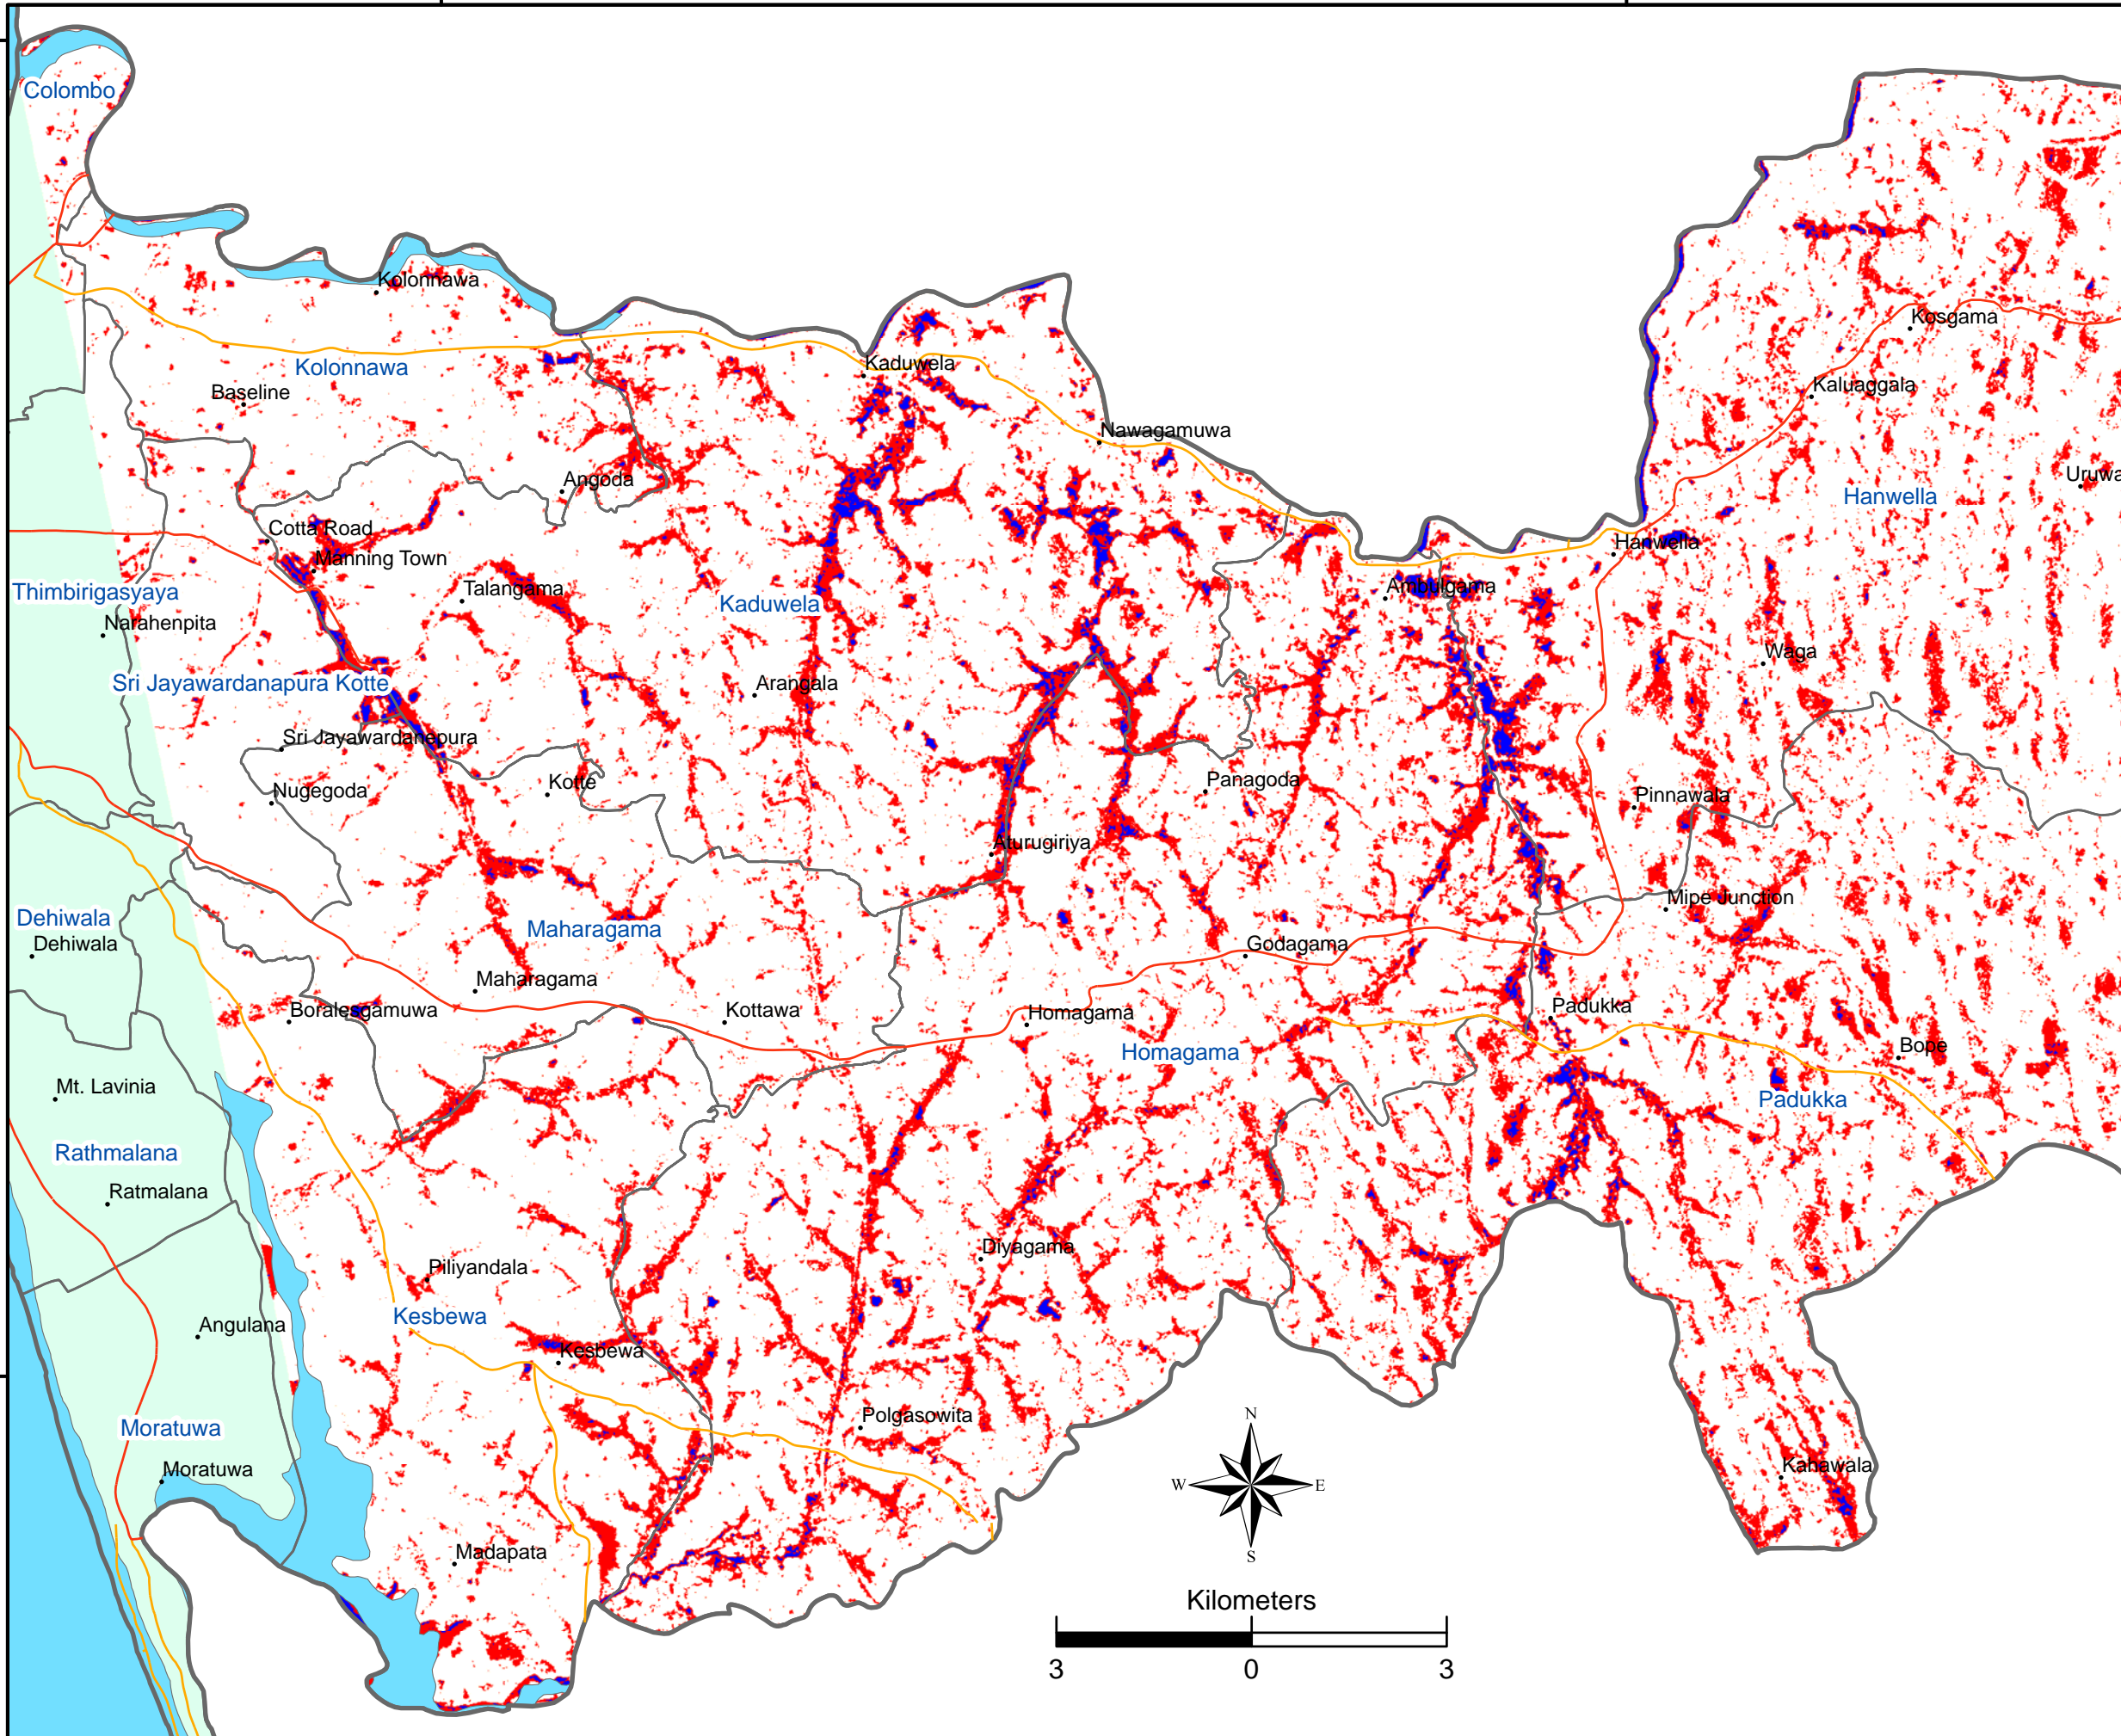 Colombo
Kolonnawa
Kosgama
Kaduwela
Kolonnawa
Kaluaggala
Baseline
Nawagamuwa
Angoda
Uruwa
Hanwella
Cotta Road
Hanwella
Manning Town
Talangama
Ambulgama
Thimbirigasyaya
Kaduwela
Narahenpita
Waga
Sri Jayawardanapura Kotte
Arangala
Sri Jayawardanepura
Panagoda
Kotte
Nugegoda
Pinnawala
Aturugiriya
Mipe Junction
Dehiwala
Maharagama
Dehiwala
Godagama
Maharagama
Boralesgamuwa
Kottawa
Homagama
Padukka
Homagama
Bope
Mt. Lavinia
Padukka
Rathmalana
Ratmalana
Diyagama
Piliyandala
Kesbewa
Angulana
Kesbewa
Polgasowita
Moratuwa
N
Moratuwa
Kahawala
W
E
Madapata
S
Kilometers
3 0 3